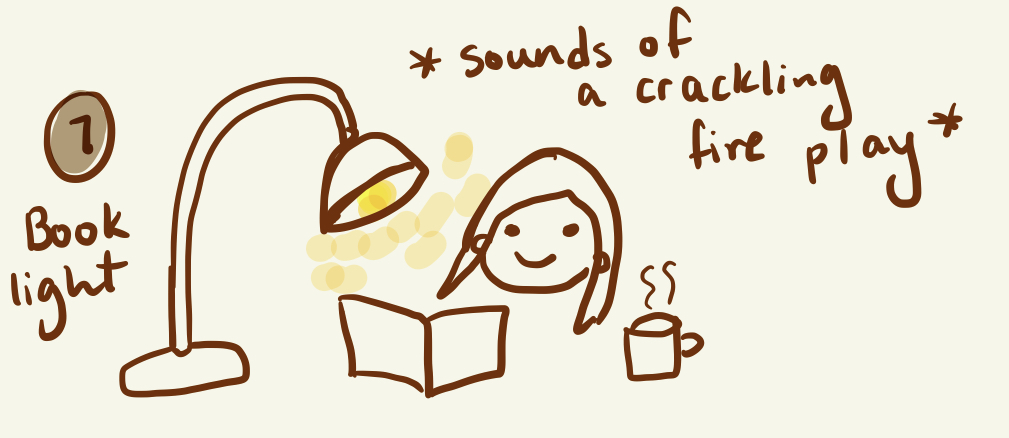 * sounds of
a crackling
fire play *
7
Book
light